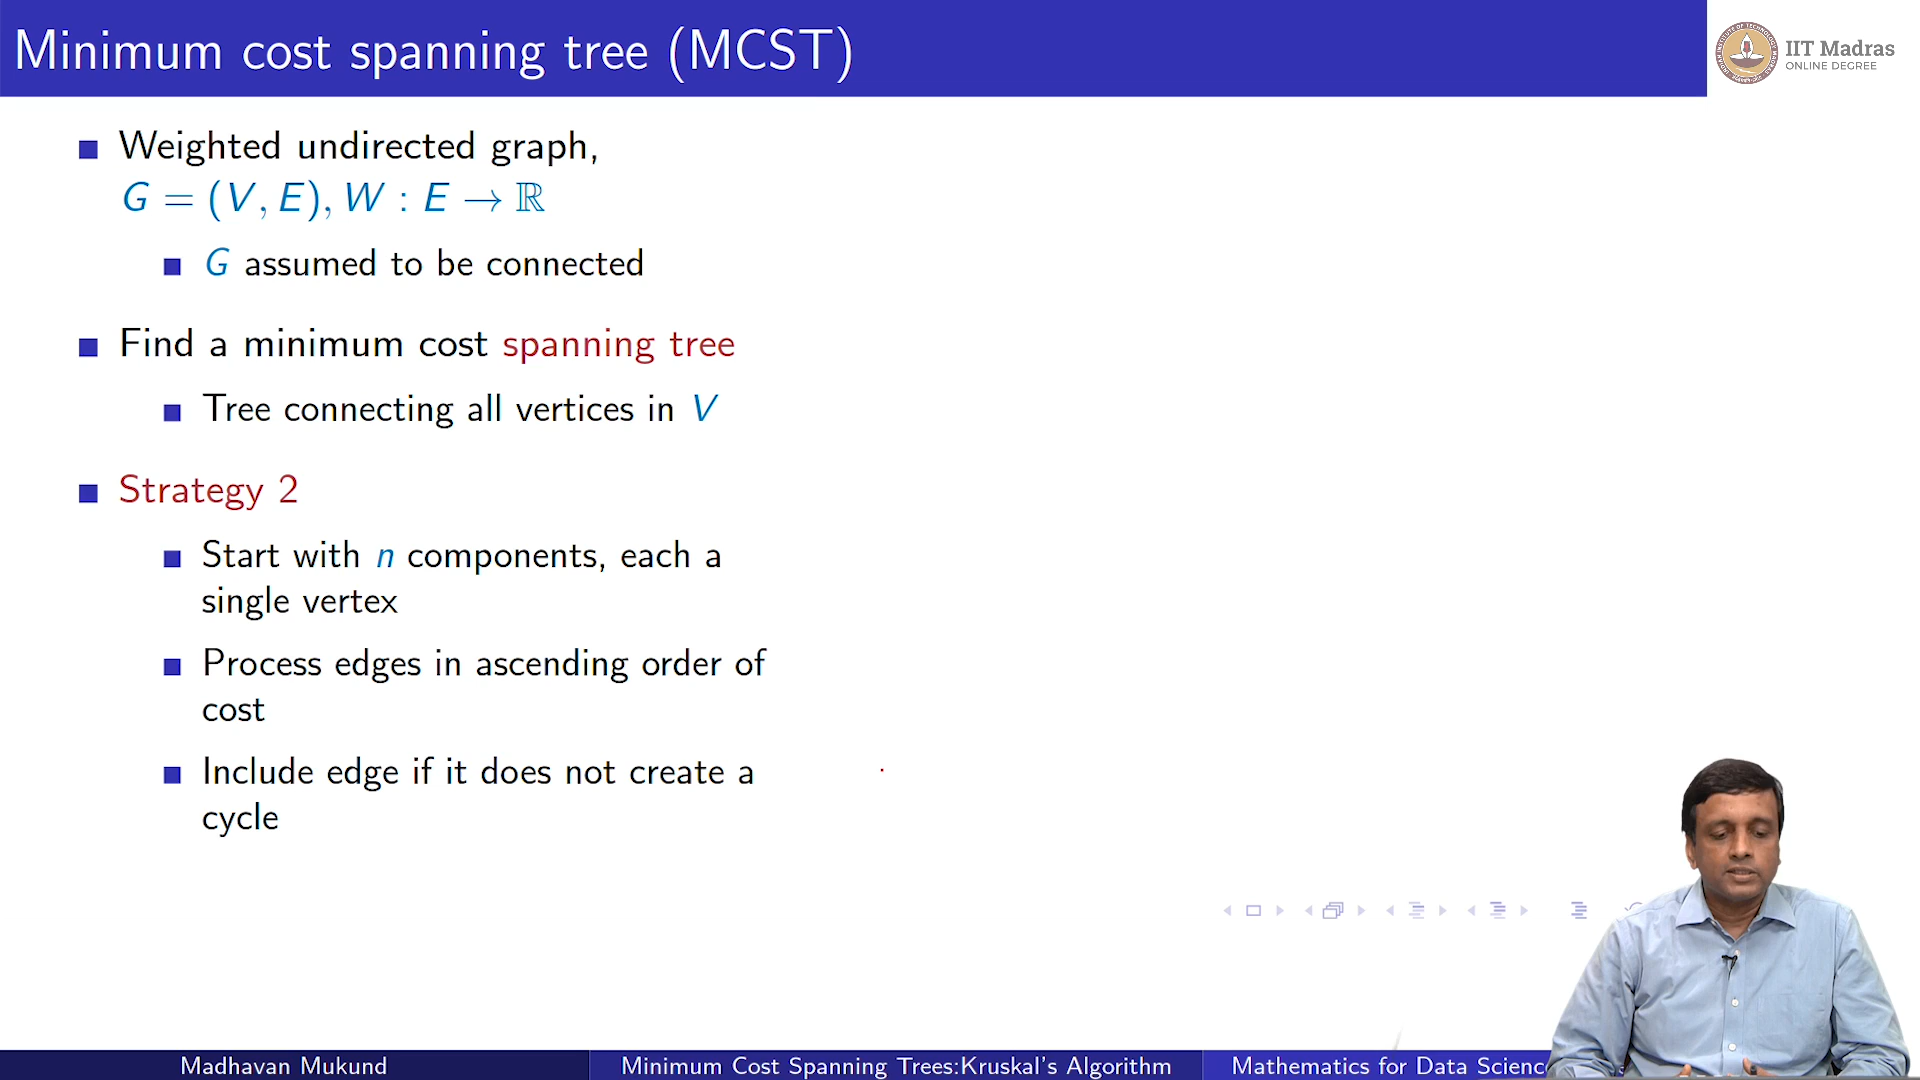 Minimum cost spanning tree (MCST)
IIT Madras
ONLINE DEGREE
Weighted undirected graph,
G = (V, E), W : E → ℝ
G assumed to be connected
Find a minimum cost spanning tree
Tree connecting all vertices in V
Strategy 2
Start with n components, each a
single vertex
Process edges in ascending order of
cost
Include edge if it does not create a
cycle
Madhavan Mukund
Minimum Cost Spanning Trees:Kruskal's Algorithm
Mathematics for Data Scienc